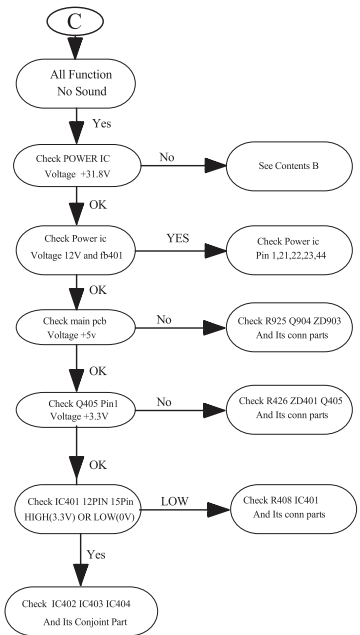 C
All Function
No Sound
Yes
Check POWER IC
Voltage +31.8V
No
See Contents B
OK
Check Power ic
Voltage 12V and fb401
YES
Check Power ic
Pin 1,21,22,23,44
OK
Check main pcb
Voltage +5v
No
Check R925 Q904 ZD903
And Its conn parts
OK
Check Q405 Pin1
Voltage +3.3V
No
Check R426 ZD401 Q405
And Its conn parts
OK
Check IC401 12PIN 15Pin
HIGH(3.3V) OR LOW(0V)
LOW
Check R408 IC401
And Its conn parts
Yes
Check IC402 IC403 IC404
And Its Conjoint Part